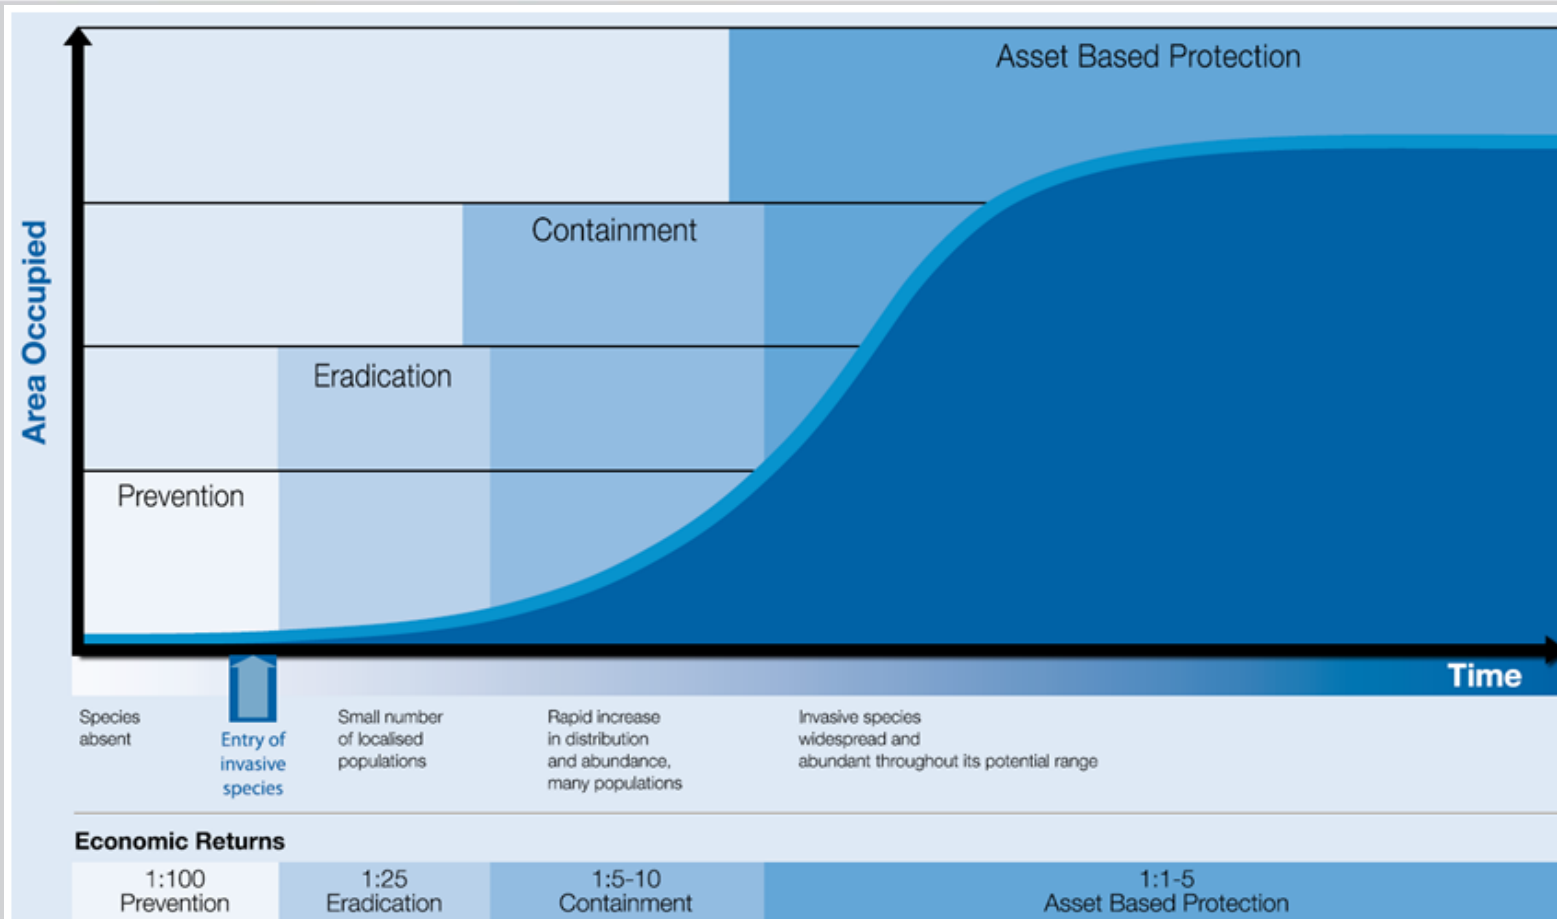 Asset Based Protection
Containment
Eradication
Prevention
Area Occupied
Time
Species
absent
Entry of
invasive
species
Small number
of localised
populations
Rapid increase
in distribution
and abundance,
many populations
Invasive species
widespread and
abundant throughout its potential range
Economic Returns
1:100
Prevention
1:25
Eradication
1:5-10
Containment
1:1-5
Asset Based Protection